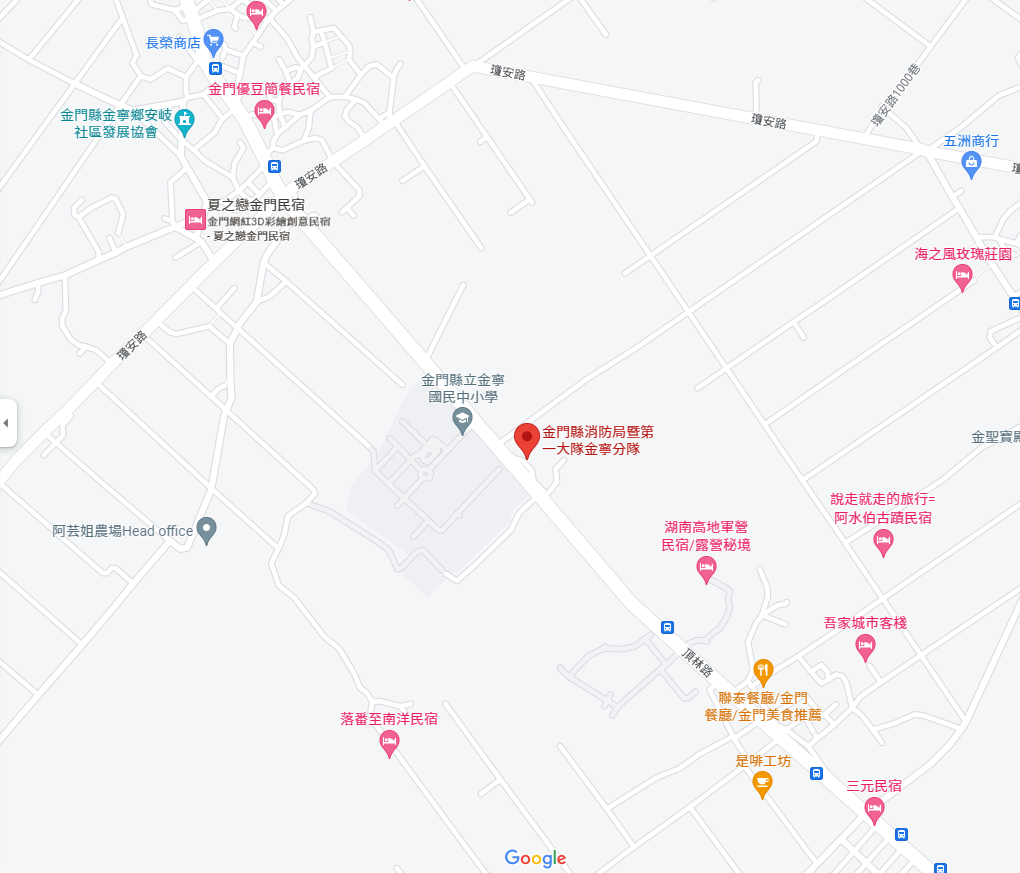 長榮商店
瓊安路
金門優豆簡餐民宿
瓊安路1000巷
金門縣金寧鄉安岐
社區發展協會
瓊安路
五洲商行
瓊安路
夏之戀金門民宿
金門網紅3D彩繪創意民宿
- 夏之戀金門民宿
海之風玫瑰莊園
瓊安路
金門縣立金寧
國民中小學
金門縣消防局暨第
一大隊金寧分隊
金聖寶殿
說走就走的旅行=
阿水伯古蹟民宿
阿芸姐農場Head office
湖南高地軍營
民宿/露營秘境
吾家城市客棧
頂林路
聯泰餐廳/金門
餐廳/金門美食推薦
落番至南洋民宿
是啡工坊
三元民宿
Google